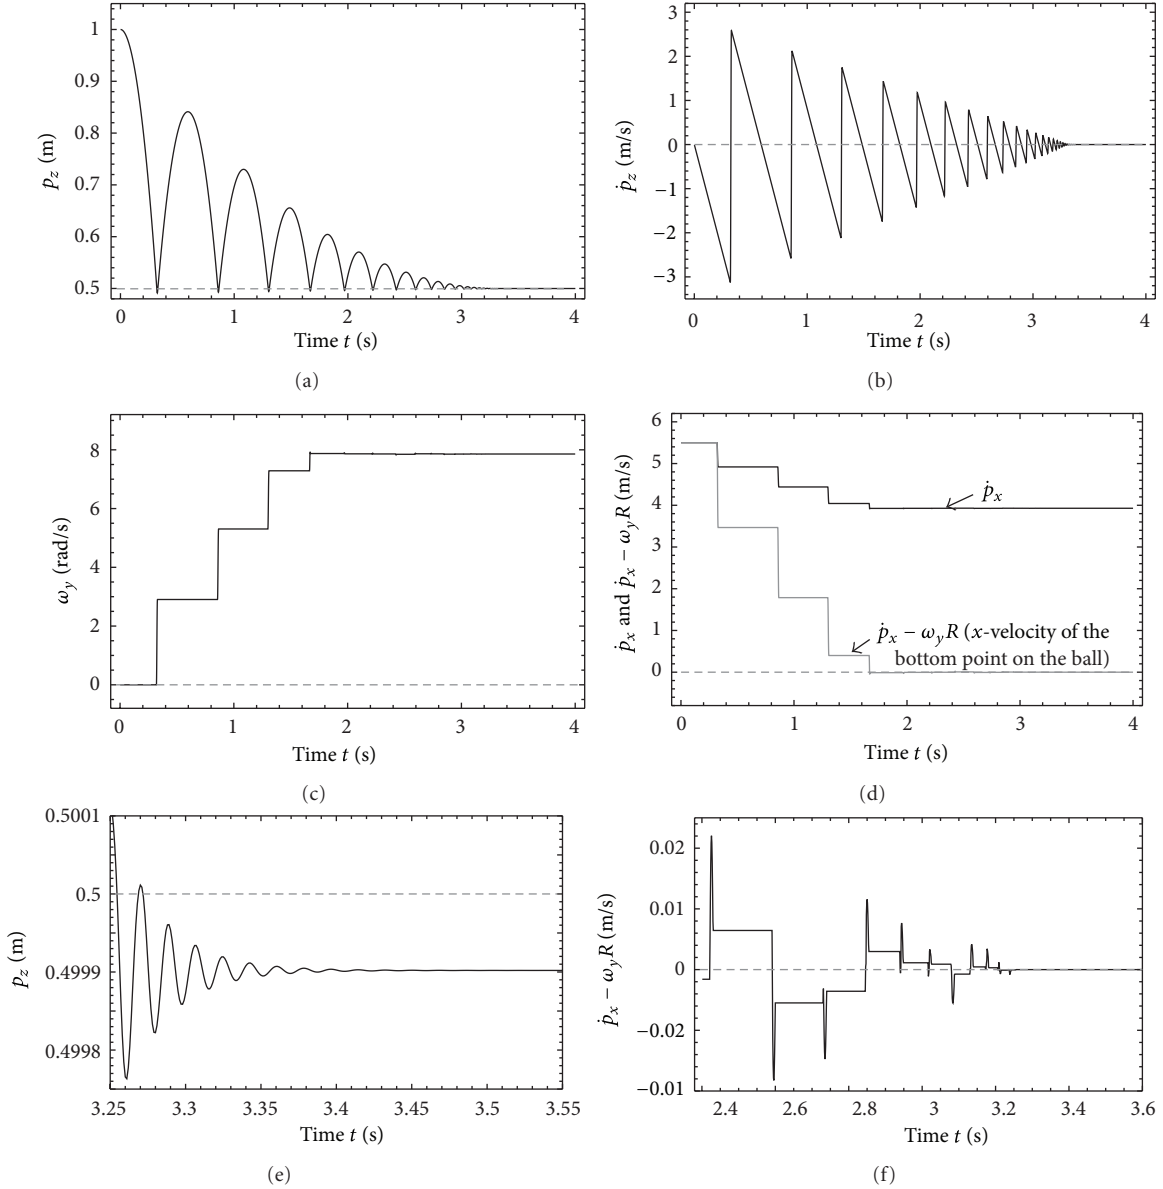 1
0.9
0.8
0.7
0.6
0.5
p_z (m)
0 1 2 3 4
Time t (s)
(a)
3
2
1
0
−1
−2
−3
ṗ_z (m/s)
0 1 2 3 4
Time t (s)
(b)
8
6
4
2
0
ω_y (rad/s)
0 1 2 3 4
Time t (s)
(c)
6
5
4
3
2
1
0
ṗ_x and ṗ_x − ω_y R (m/s)
ṗ_x
ṗ_x − ω_y R (x-velocity of the
bottom point on the ball)
0 1 2 3 4
Time t (s)
(d)
0.5001
0.5
0.4999
0.4998
p_z (m)
3.25 3.3 3.35 3.4 3.45 3.5 3.55
Time t (s)
(e)
0.02
0.01
0
−0.02
−0.01
ṗ_x − ω_y R (m/s)
2.4 2.6 2.8 3 3.2 3.4 3.6
Time t (s)
(f)